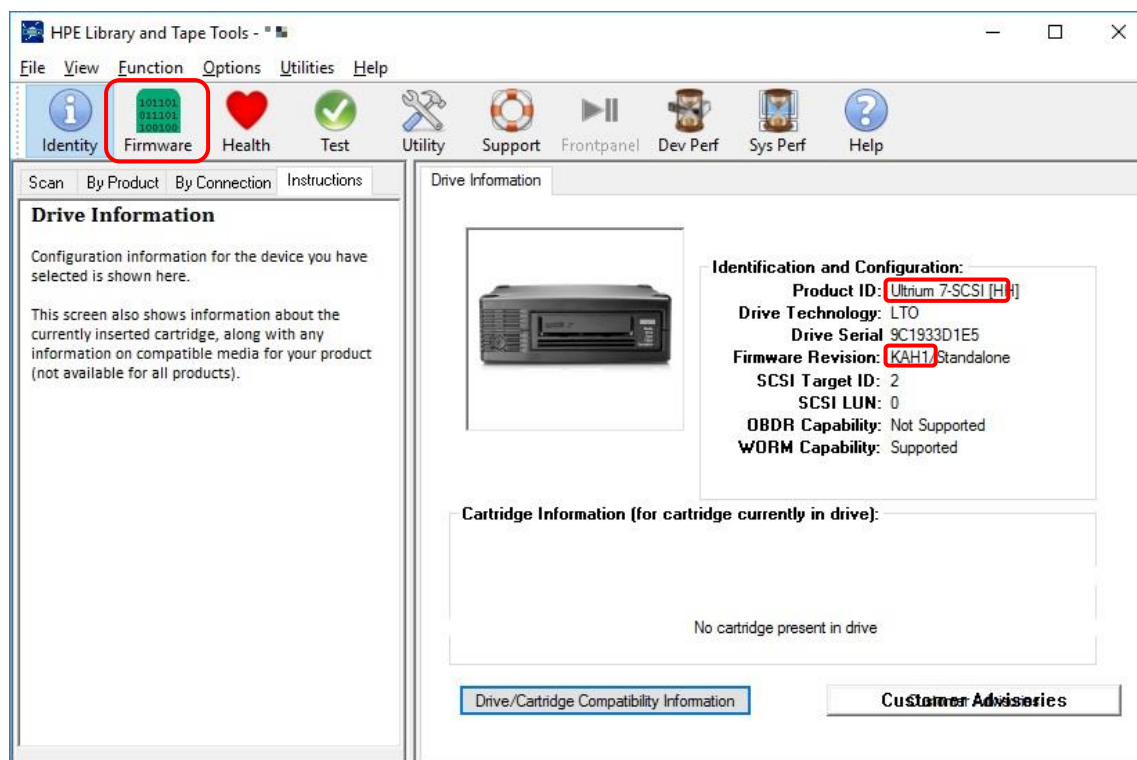 HPE Library and Tape Tools -
File View Function Options Utilities Help
101101
011101
100100
Identity Firmware Health Test Utility Support Frontpanel Dev Perf Sys Perf Help
Scan By Product By Connection Instructions
Drive Information
Drive Information
Configuration information for the device you have
selected is shown here.
This screen also shows information about the
currently inserted cartridge, along with any
information on compatible media for your product
(not available for all products).
Identification and Configuration:
Product ID: Ultrium 7-SCSI [HH]
Drive Technology: LTO
Drive Serial 9C1933D1E5
Firmware Revision: KAH1/Standalone
SCSI Target ID: 2
SCSI LUN: 0
OBDR Capability: Not Supported
WORM Capability: Supported
Cartridge Information (for cartridge currently in drive):
No cartridge present in drive
Drive/Cartridge Compatibility Information
Customer Advisories